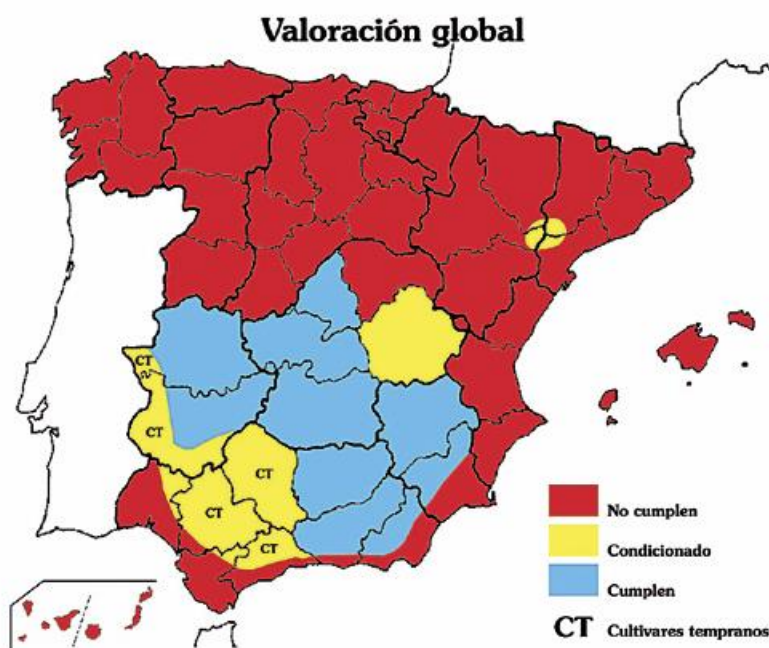 Valoración global
CT
CT
CT
CT
CT
No cumplen
Condicionado
Cumplen
CT Cultivares tempranos